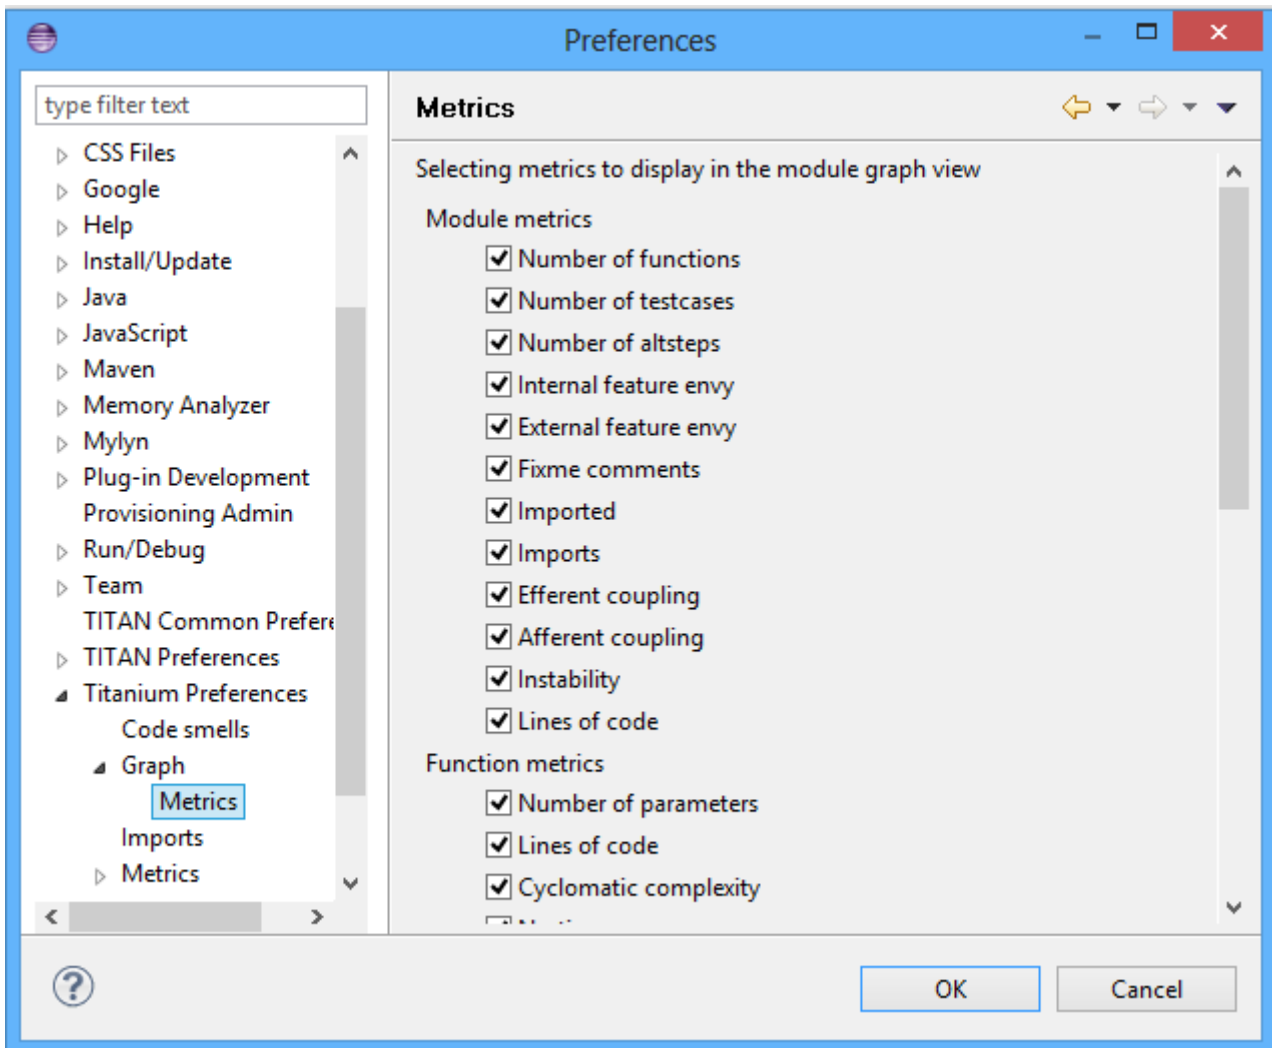 Preferences
type filter text
CSS Files
Google
Help
Install/Update
Java
JavaScript
Maven
Memory Analyzer
Mylyn
Plug-in Development
Provisioning Admin
Run/Debug
Team
TITAN Common Prefere
TITAN Preferences
Titanium Preferences
Code smells
Graph
Metrics
Imports
Metrics
Metrics
Selecting metrics to display in the module graph view
Module metrics
Number of functions
Number of testcases
Number of altsteps
Internal feature envy
External feature envy
Fixme comments
Imported
Imports
Efferent coupling
Afferent coupling
Instability
Lines of code
Function metrics
Number of parameters
Lines of code
Cyclomatic complexity
OK
Cancel